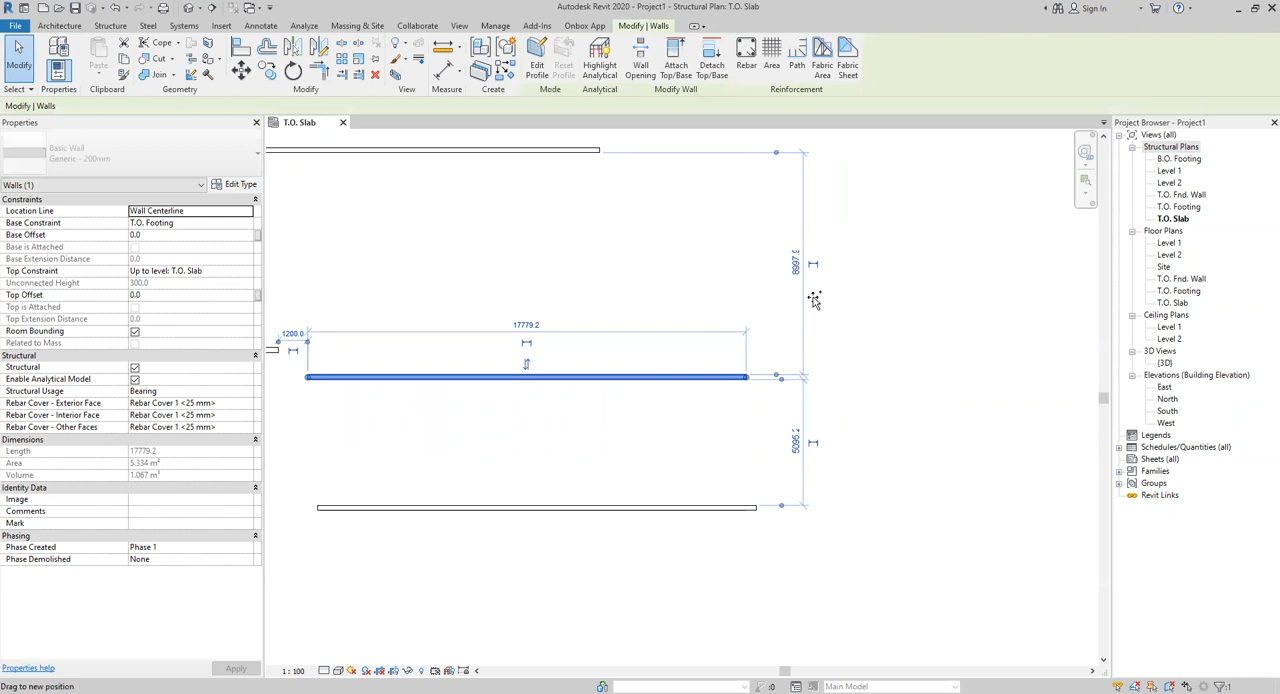 Autodesk Revit 2020 - Project1 - Structural Plan: T.O. Slab
Sign In
File Architecture Structure Steel Systems Insert Annotate Analyze Massing & Site Collaborate View Manage Add-Ins Onbox App Modify | Walls
Modify
Select
Properties
Paste
Clipboard
Cope
Cut
Join
Geometry
Modify
View
Measure
Create
Edit Profile
Reset Profile
Mode
Highlight Analytical
Analytical
Wall Opening
Attach Top/Base
Detach Top/Base
Modify Wall
Rebar
Area
Path
Fabric Area
Fabric Sheet
Reinforcement
Modify | Walls
Properties
Basic Wall
Generic - 200mm
Walls (1)
Edit Type
Constraints
Location Line Wall Centerline
Base Constraint T.O. Footing
Base Offset 0.0
Base is Attached
Base Extension Distance 0.0
Top Constraint Up to level: T.O. Slab
Unconnected Height 300.0
Top Offset 0.0
Top is Attached
Top Extension Distance 0.0
Room Bounding
Related to Mass
Structural
Structural
Enable Analytical Model
Structural Usage Bearing
Rebar Cover - Exterior Face Rebar Cover 1 <25 mm>
Rebar Cover - Interior Face Rebar Cover 1 <25 mm>
Rebar Cover - Other Faces Rebar Cover 1 <25 mm>
Dimensions
Length 17779.2
Area 5.334 m²
Volume 1.067 m³
Identity Data
Image
Comments
Mark
Phasing
Phase Created Phase 1
Phase Demolished None
Properties help
Apply
T.O. Slab
17779.2
1200.0
1 : 100
Project Browser - Project1
Views (all)
Structural Plans
B.O. Footing
Level 1
Level 2
T.O. Fnd. Wall
T.O. Footing
T.O. Slab
Floor Plans
Level 1
Level 2
Site
T.O. Fnd. Wall
T.O. Footing
T.O. Slab
Ceiling Plans
Level 1
Level 2
3D Views
{3D}
Elevations (Building Elevation)
East
North
South
West
Legends
Schedules/Quantities (all)
Sheets (all)
Families
Groups
Revit Links
Drag to new position
:0
Main Model
:1